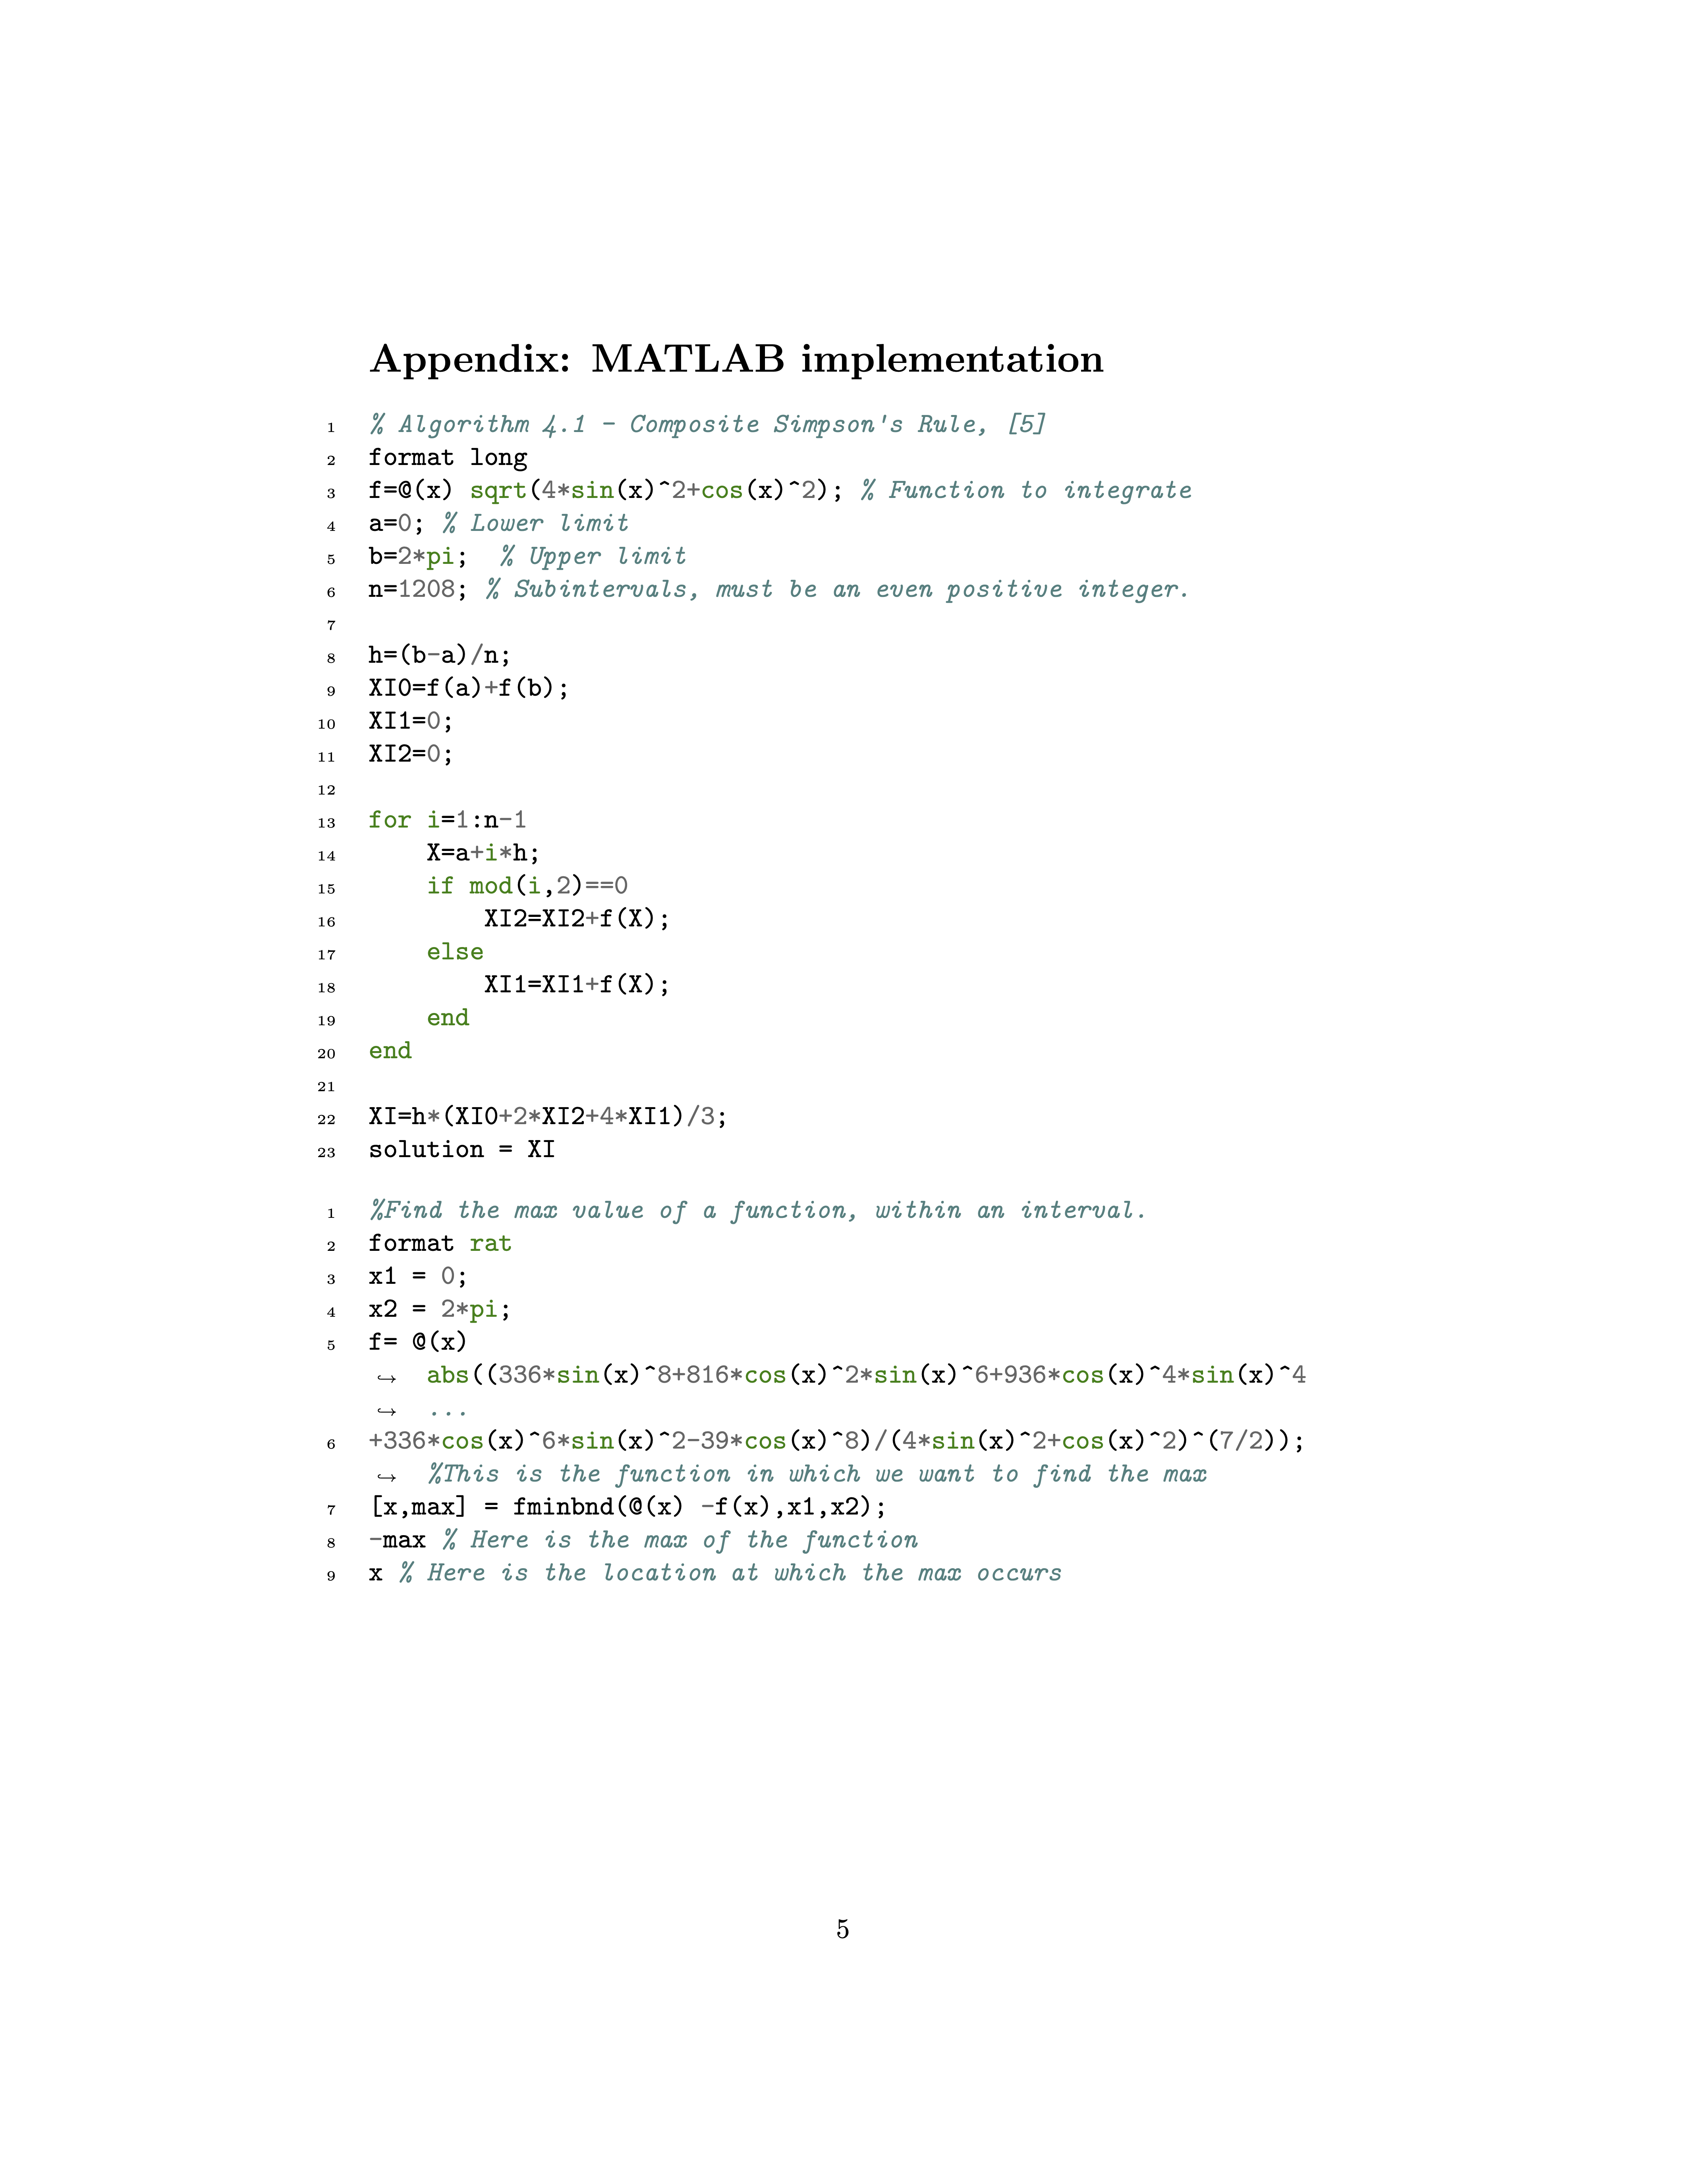 Appendix: MATLAB implementation
1 % Algorithm 4.1 - Composite Simpson's Rule, [5]
2 format long
3 f=@(x) sqrt(4*sin(x)^2+cos(x)^2); % Function to integrate
4 a=0; % Lower limit
5 b=2*pi;  % Upper limit
6 n=1208; % Subintervals, must be an even positive integer.
7
8 h=(b-a)/n;
9 XI0=f(a)+f(b);
10 XI1=0;
11 XI2=0;
12
13 for i=1:n-1
14     X=a+i*h;
15     if mod(i,2)==0
16         XI2=XI2+f(X);
17     else
18         XI1=XI1+f(X);
19     end
20 end
21
22 XI=h*(XI0+2*XI2+4*XI1)/3;
23 solution = XI
1 %Find the max value of a function, within an interval.
2 format rat
3 x1 = 0;
4 x2 = 2*pi;
5 f= @(x)
↪ abs((336*sin(x)^8+816*cos(x)^2*sin(x)^6+936*cos(x)^4*sin(x)^4
↪ ...
6 +336*cos(x)^6*sin(x)^2-39*cos(x)^8)/(4*sin(x)^2+cos(x)^2)^(7/2));
↪ %This is the function in which we want to find the max
7 [x,max] = fminbnd(@(x) -f(x),x1,x2);
8 -max % Here is the max of the function
9 x % Here is the location at which the max occurs
5